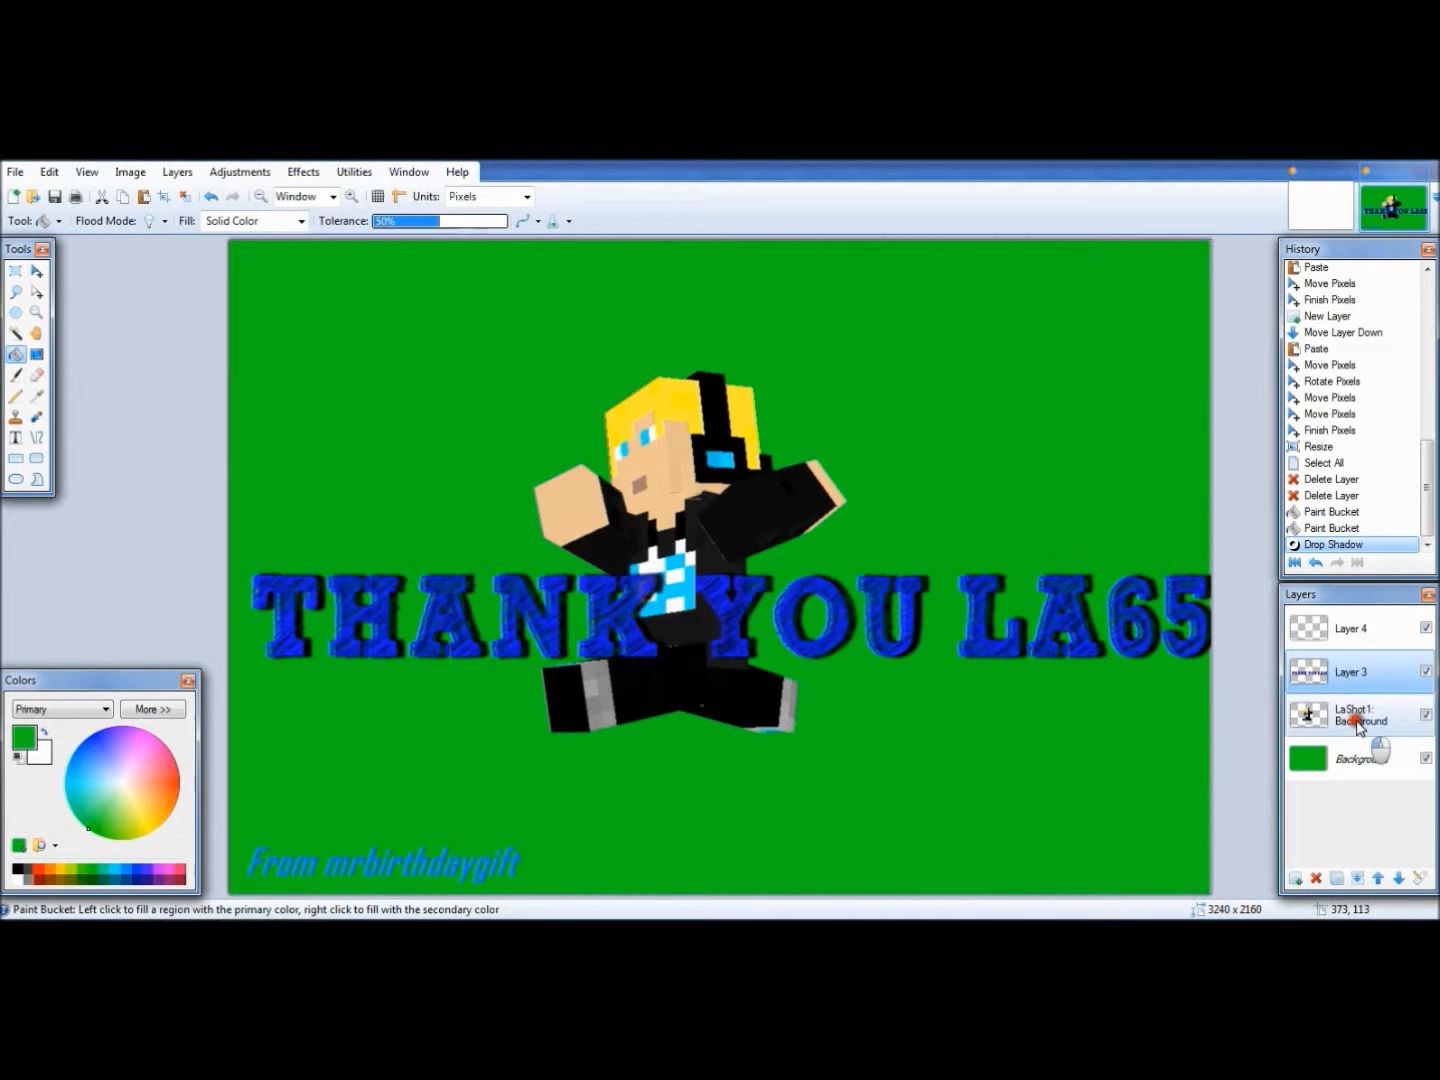 File Edit View Image Layers Adjustments Effects Utilities Window Help
Window Units: Pixels
Tool: Flood Mode: Fill: Solid Color Tolerance: 50%
Tools
History
Paste
Move Pixels
Finish Pixels
New Layer
Move Layer Down
Paste
Move Pixels
Rotate Pixels
Move Pixels
Move Pixels
Finish Pixels
Resize
Select All
Delete Layer
Delete Layer
Paint Bucket
Paint Bucket
Drop Shadow
THANK YOU LA65
From mrbirthdaygift
Layers
Layer 4
Layer 3
LaShot1:
Background
Colors
Primary More >>
Paint Bucket: Left click to fill a region with the primary color, right click to fill with the secondary color
3240 x 2160
373, 113